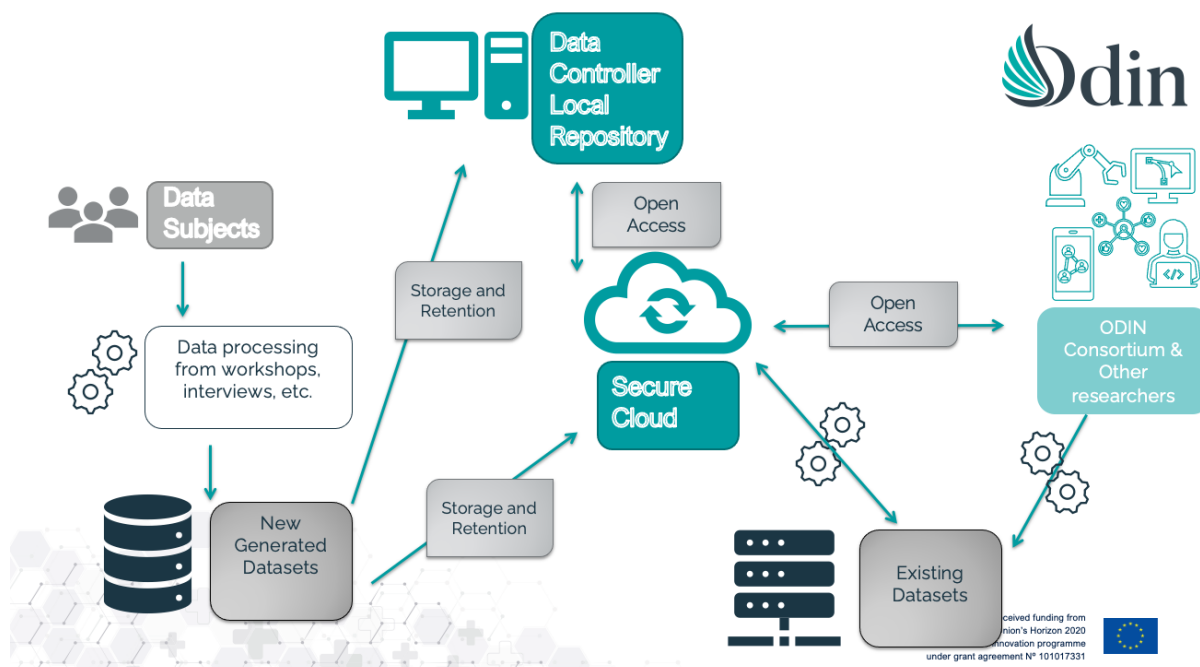 Data
Controller
Local
Repository
Odin
Data
Subjects
Open
Access
Storage and
Retention
Open
Access
Data processing
from workshops,
interviews, etc.
ODIN
Consortium &
Other
researchers
Secure
Cloud
</>
Storage and
Retention
New
Generated
Datasets
Existing
Datasets
ceived funding from
nion's Horizon 2020
nnovation programme
under grant agreement Nº 101017331